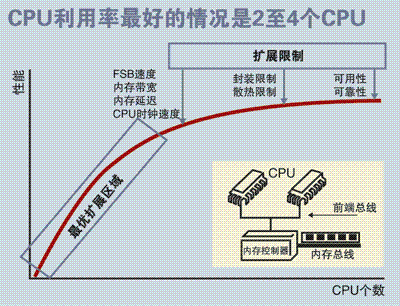 CPU利用率最好的情况是2至4个CPU
扩展限制
FSB速度
内存带宽
内存延迟
CPU时钟速度
封装限制
散热限制
可用性
可靠性
性能
最优扩展区域
CPU
前端总线
内存控制器
内存总线
CPU个数